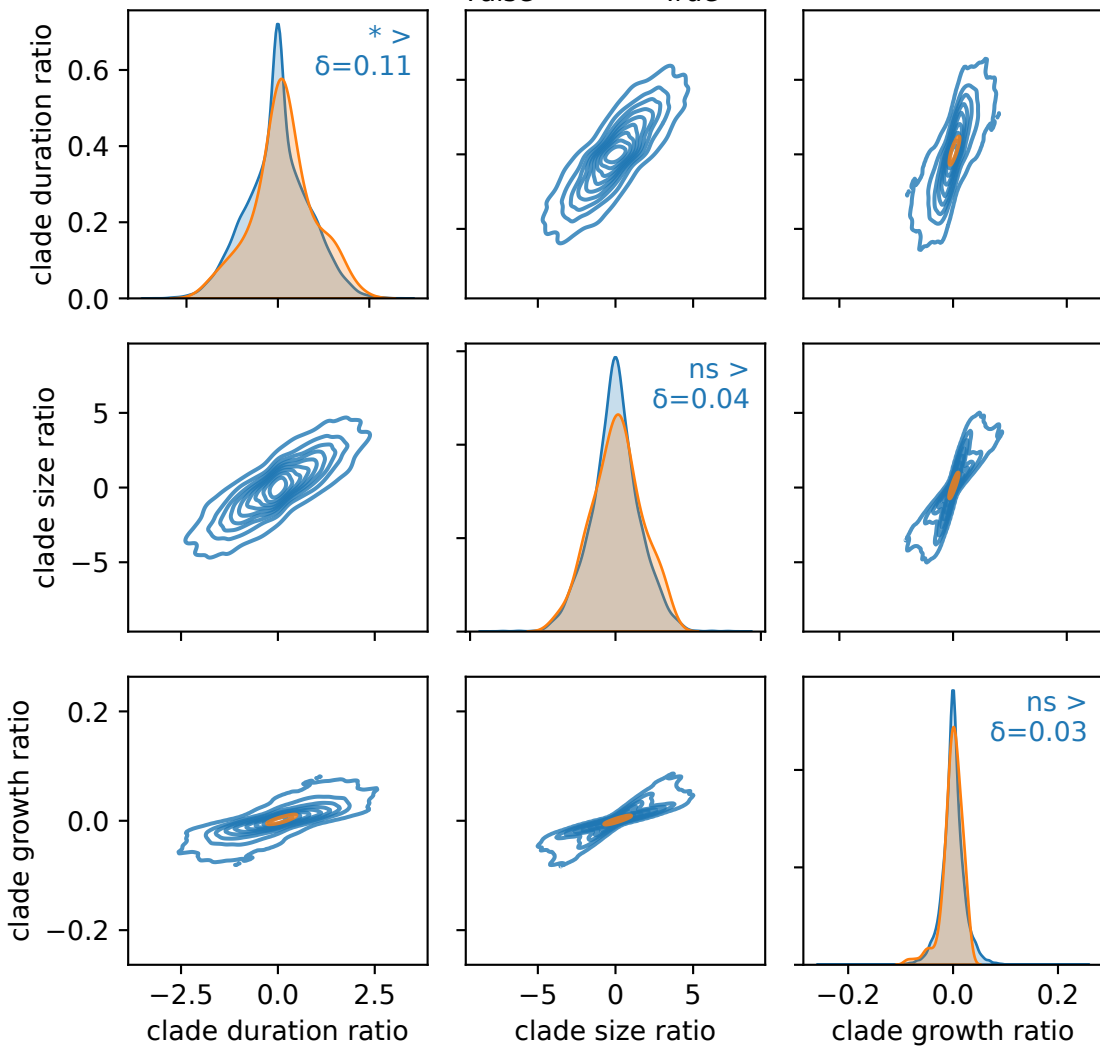 clade duration ratio
0.6
0.4
0.2
0.0
* >
δ=0.11
clade size ratio
5
0
−5
ns >
δ=0.04
clade growth ratio
0.2
0.0
−0.2
ns >
δ=0.03
−2.5 0.0 2.5
−5 0 5
−0.2 0.0 0.2
clade duration ratio
clade size ratio
clade growth ratio